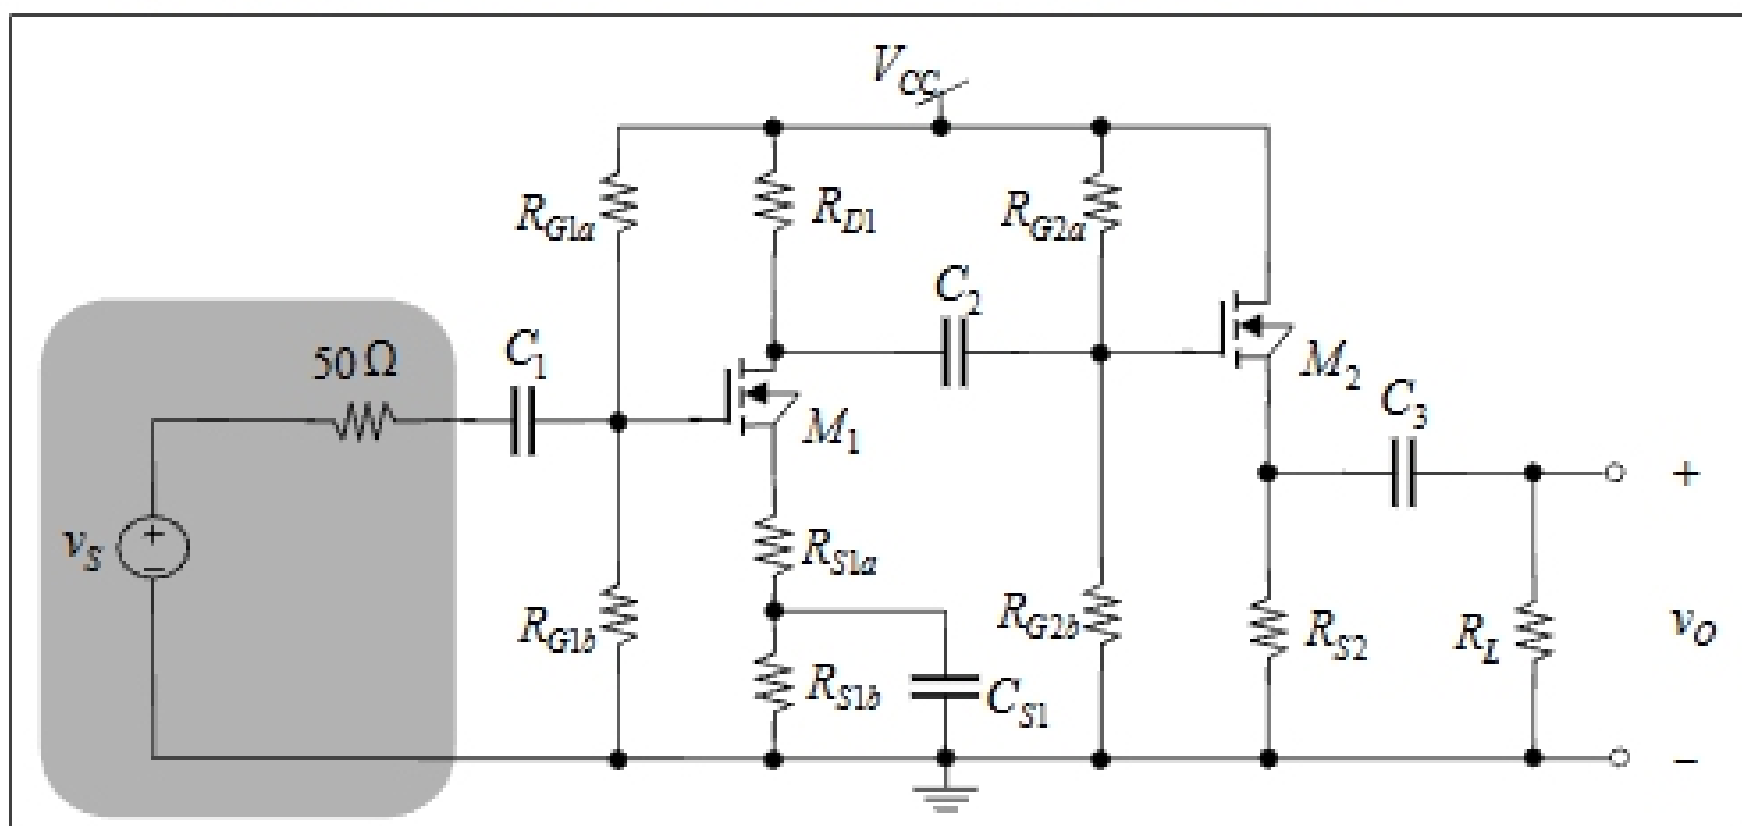 V_CC
R_G1a
R_D1
R_G2a
C_2
50 Ω
C_1
M_2
C_3
M_1
+
v_S
+
−
R_S1a
R_G1b
R_G2b
R_S2
R_L
v_O
R_S1b
C_S1
−